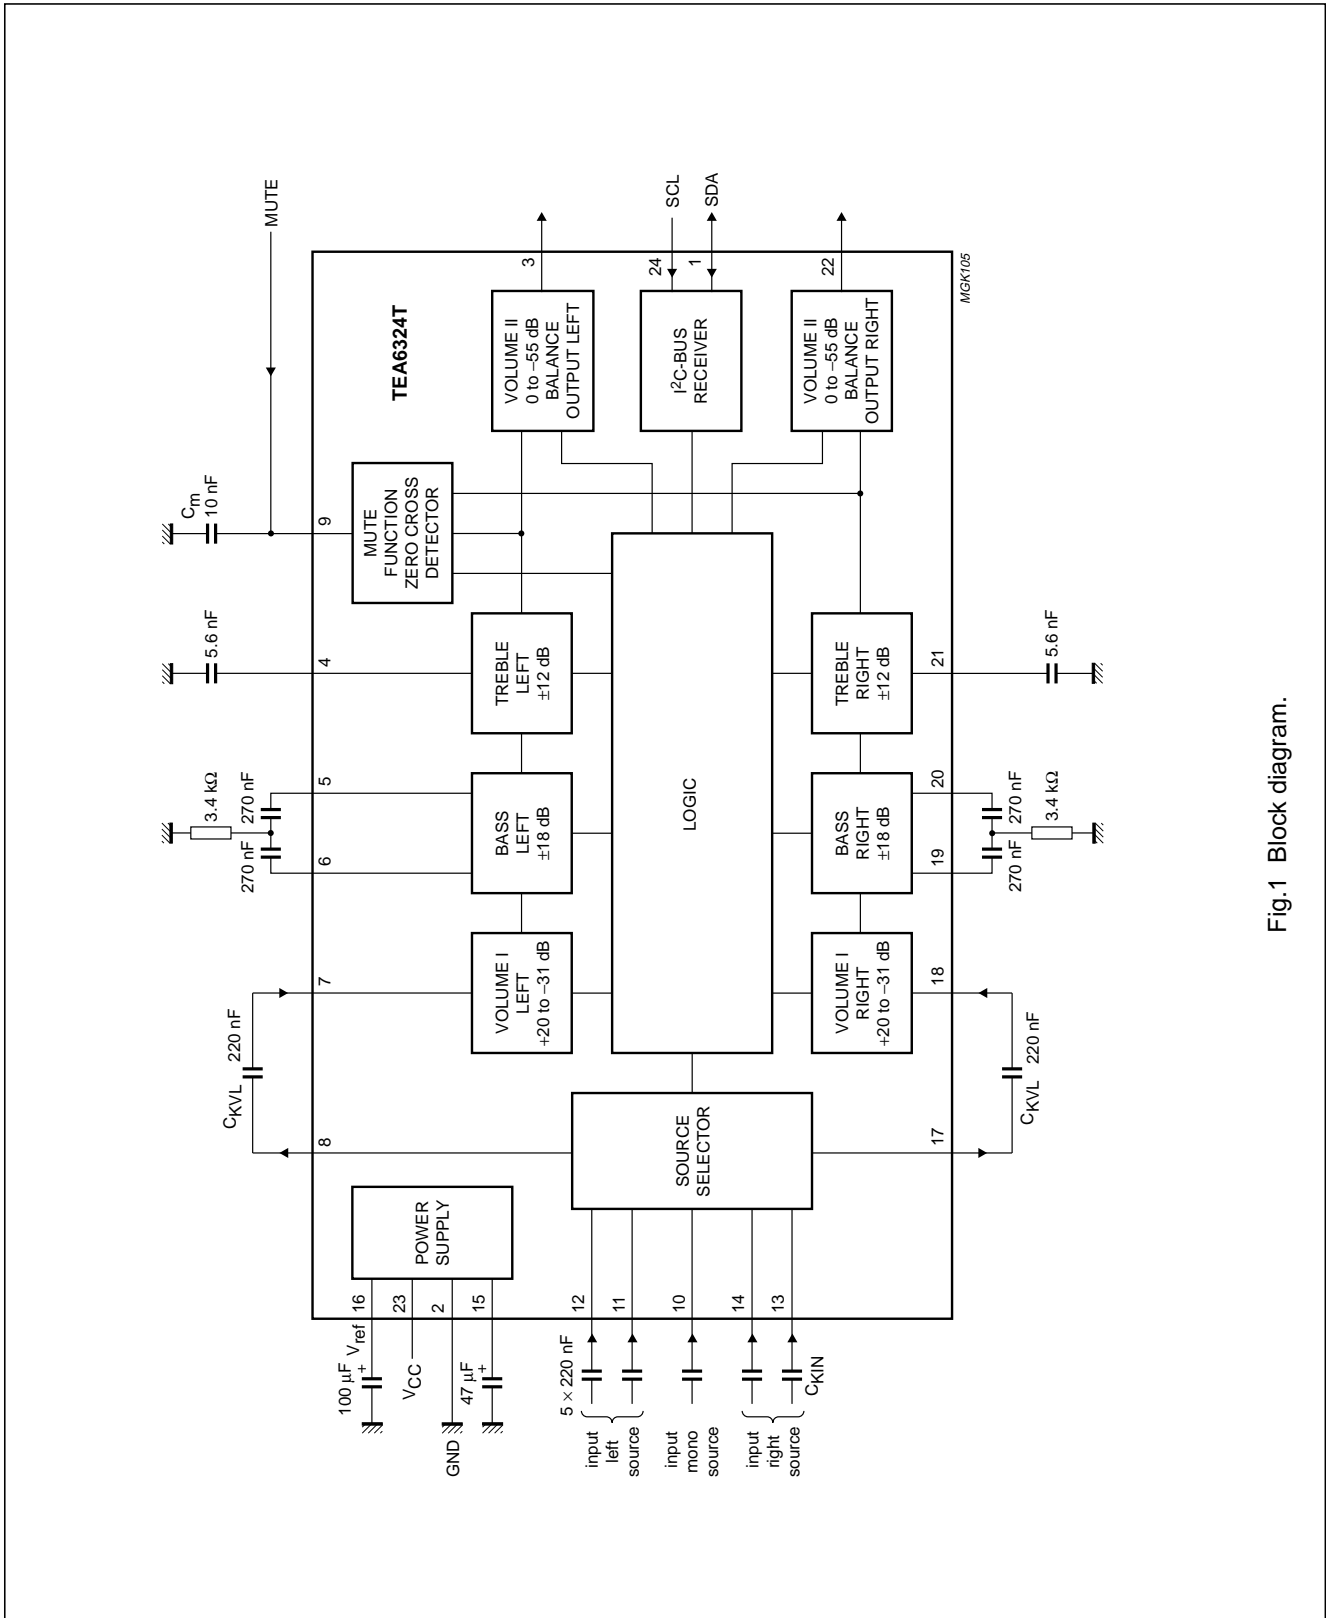 MUTE
Cm
10 nF
9
5.6 nF
4
3.4 kΩ
270 nF
270 nF
5
6
CKVL
220 nF
7
8
TEA6324T
MUTE
FUNCTION
ZERO CROSS
DETECTOR
VOLUME II
0 to −55 dB
BALANCE
OUTPUT LEFT
3
TREBLE
LEFT
±12 dB
BASS
LEFT
±18 dB
VOLUME I
LEFT
+20 to −31 dB
POWER
SUPPLY
16
Vref
100 µF
+
23
VCC
2
GND
15
47 µF
+
SOURCE
SELECTOR
LOGIC
I²C-BUS
RECEIVER
24
SCL
1
SDA
12
11
10
14
13
5 × 220 nF
CKIN
input
left
source
input
mono
source
input
right
source
VOLUME I
RIGHT
+20 to −31 dB
BASS
RIGHT
±18 dB
TREBLE
RIGHT
±12 dB
VOLUME II
0 to −55 dB
BALANCE
OUTPUT RIGHT
22
17
18
19
20
21
CKVL
220 nF
270 nF
270 nF
3.4 kΩ
5.6 nF
MGK105
Fig.1 Block diagram.